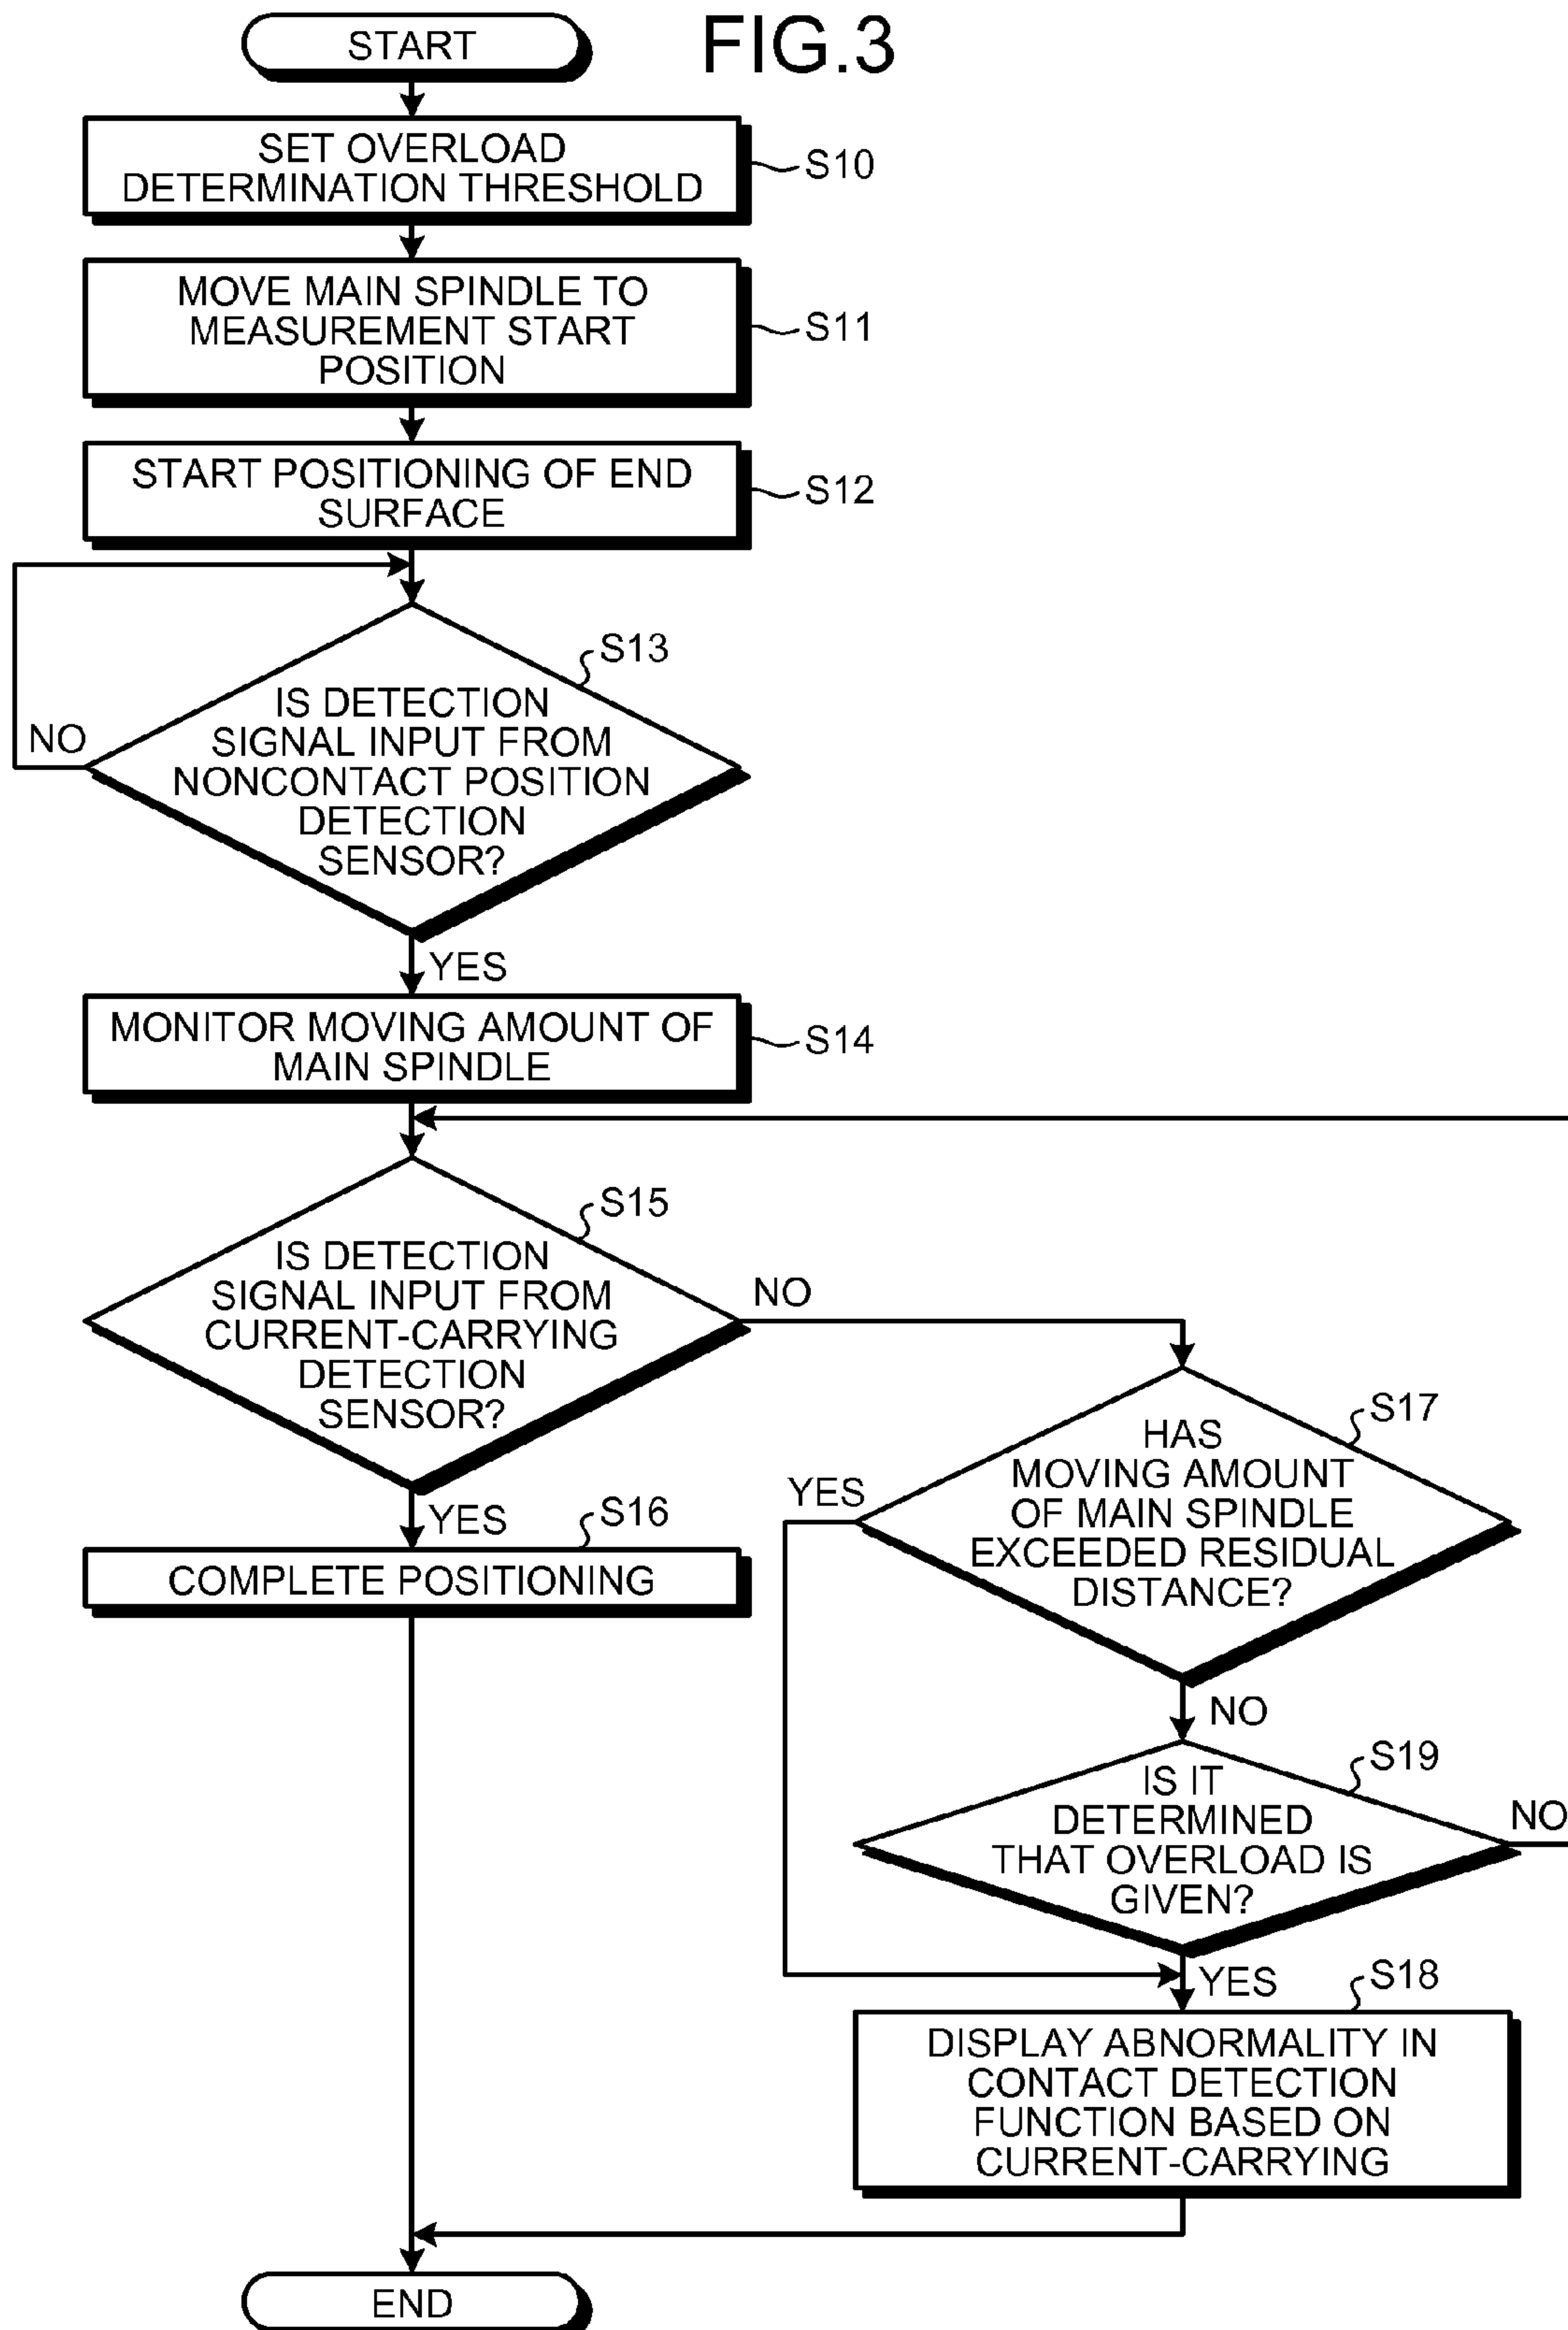 FIG.3
START
SET OVERLOAD
DETERMINATION THRESHOLD
S10
MOVE MAIN SPINDLE TO
MEASUREMENT START
POSITION
S11
START POSITIONING OF END
SURFACE
S12
S13
IS DETECTION
SIGNAL INPUT FROM
NONCONTACT POSITION
DETECTION
SENSOR?
NO
YES
MONITOR MOVING AMOUNT OF
MAIN SPINDLE
S14
S15
IS DETECTION
SIGNAL INPUT FROM
CURRENT-CARRYING
DETECTION
SENSOR?
NO
YES
S16
COMPLETE POSITIONING
S17
HAS
MOVING AMOUNT
OF MAIN SPINDLE
EXCEEDED RESIDUAL
DISTANCE?
YES
NO
S19
IS IT
DETERMINED
THAT OVERLOAD IS
GIVEN?
NO
YES
S18
DISPLAY ABNORMALITY IN
CONTACT DETECTION
FUNCTION BASED ON
CURRENT-CARRYING
END